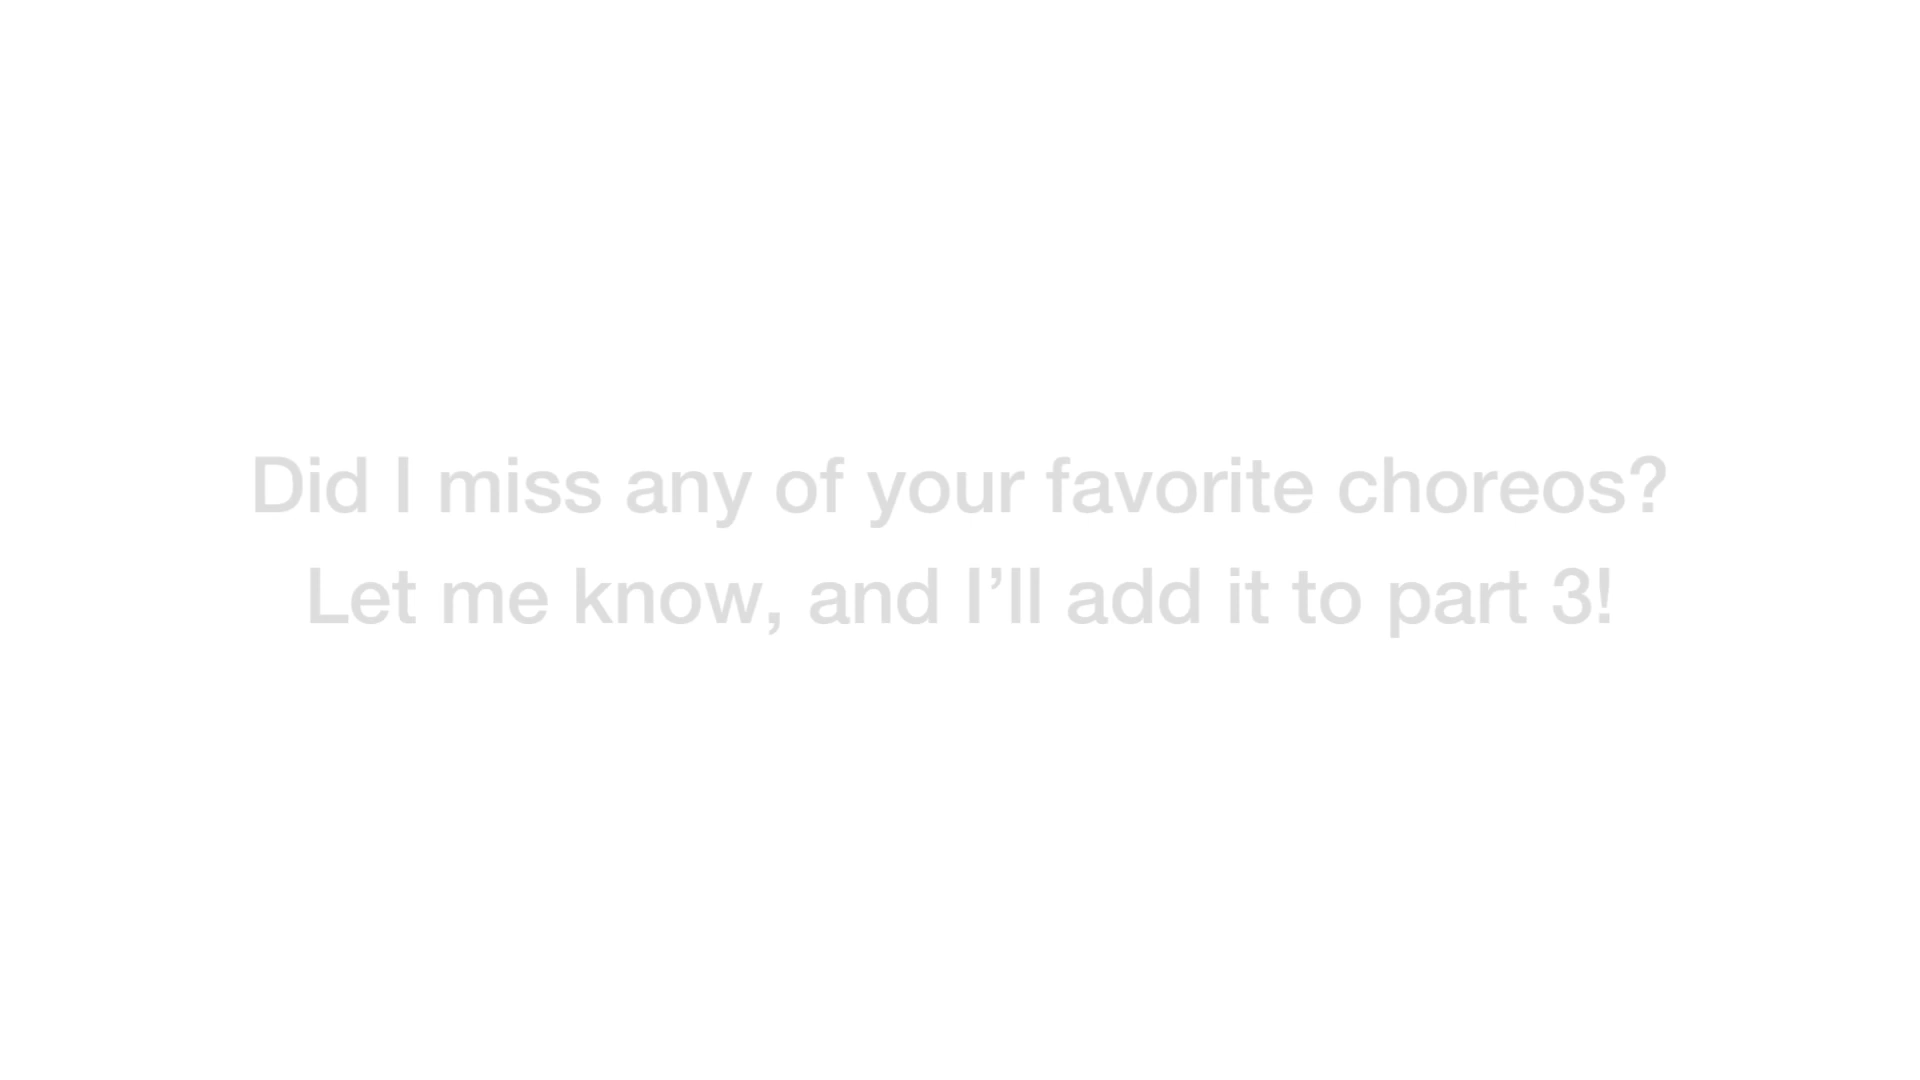 Did I miss any of your favorite choreos?
Let me know, and I’ll add it to part 3!